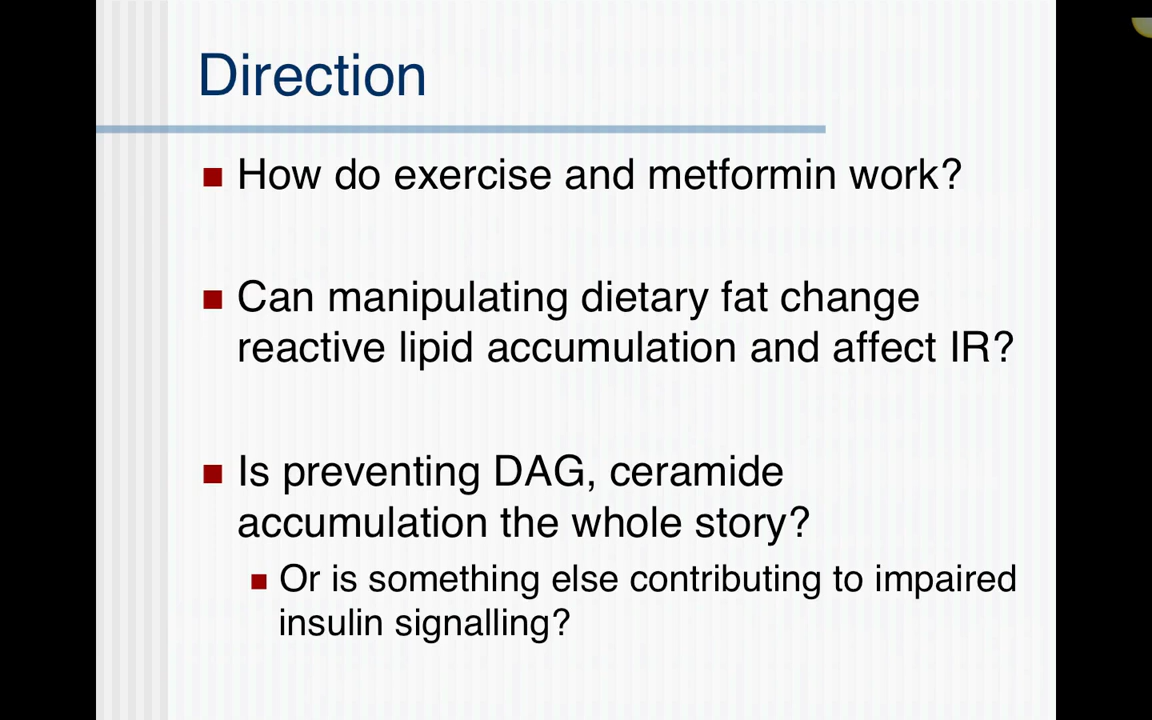 Direction
How do exercise and metformin work?
Can manipulating dietary fat change
reactive lipid accumulation and affect IR?
Is preventing DAG, ceramide
accumulation the whole story?
Or is something else contributing to impaired
insulin signalling?